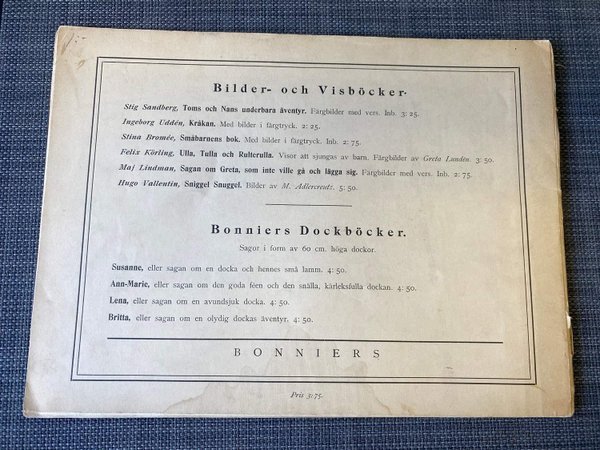 Bilder- och Visböcker.
Stig Sandberg, Toms och Nans underbara äventyr. Färgbilder med vers. Inb. 3: 25.
Ingeborg Uddén, Kråkan. Med bilder i färgtryck. 2: 25.
Stina Bromée, Småbarnens bok. Med bilder i färgtryck. Inb. 2: 75.
Felix Körling, Ulla, Tulla och Rulterulla. Visor att sjungas av barn. Färgbilder av Greta Lundén. 3: 50.
Maj Lindman, Sagan om Greta, som inte ville gå och lägga sig. Färgbilder med vers. Inb. 2: 75.
Hugo Vallentin, Sniggel Snuggel. Bilder av M. Adlercreutz. 5: 50.
Bonniers Dockböcker.
Sagor i form av 60 cm. höga dockor.
Susanne, eller sagan om en docka och hennes små lamm. 4: 50.
Ann-Marie, eller sagan om den goda féen och den snälla, kärleksfulla dockan. 4: 50.
Lena, eller sagan om en avundsjuk docka. 4: 50.
Britta, eller sagan om en olydig dockas äventyr. 4: 50.
BONNIERS
Pris 3:75.